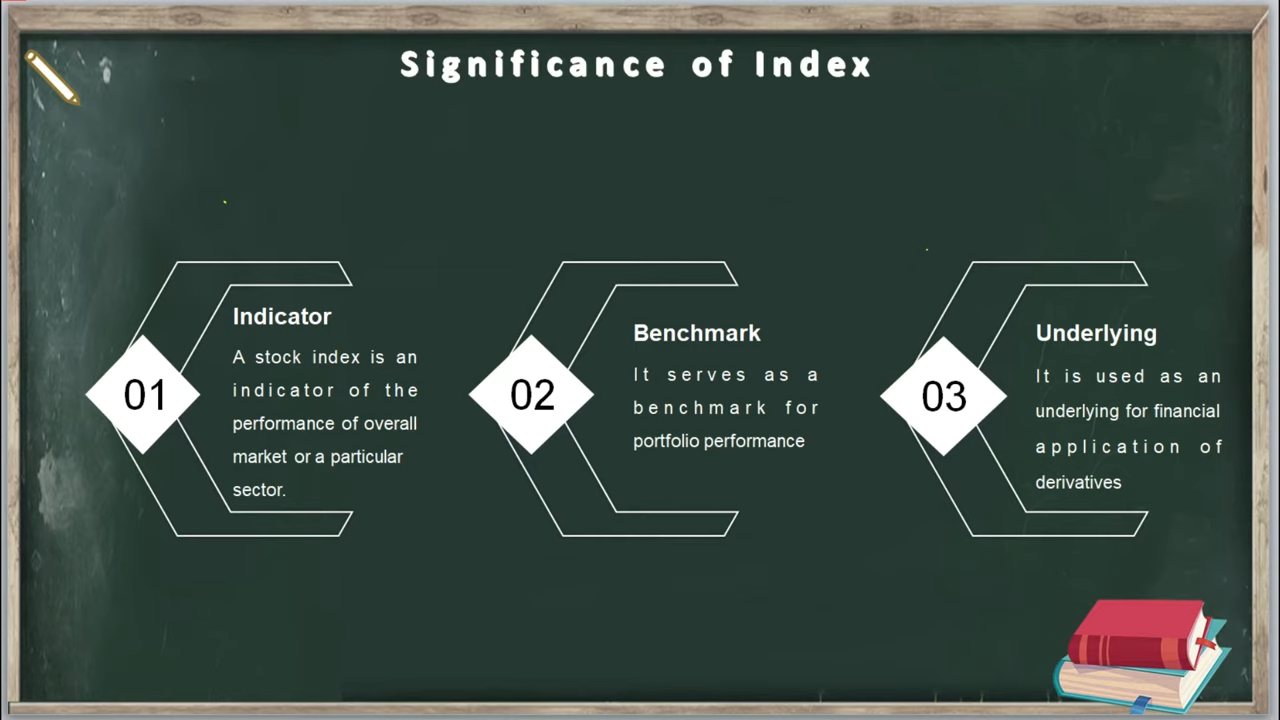 Significance of Index
01
Indicator
A stock index is an
indicator of the
performance of overall
market or a particular
sector.
02
Benchmark
It serves as a
benchmark for
portfolio performance
03
Underlying
It is used as an
underlying for financial
application of
derivatives